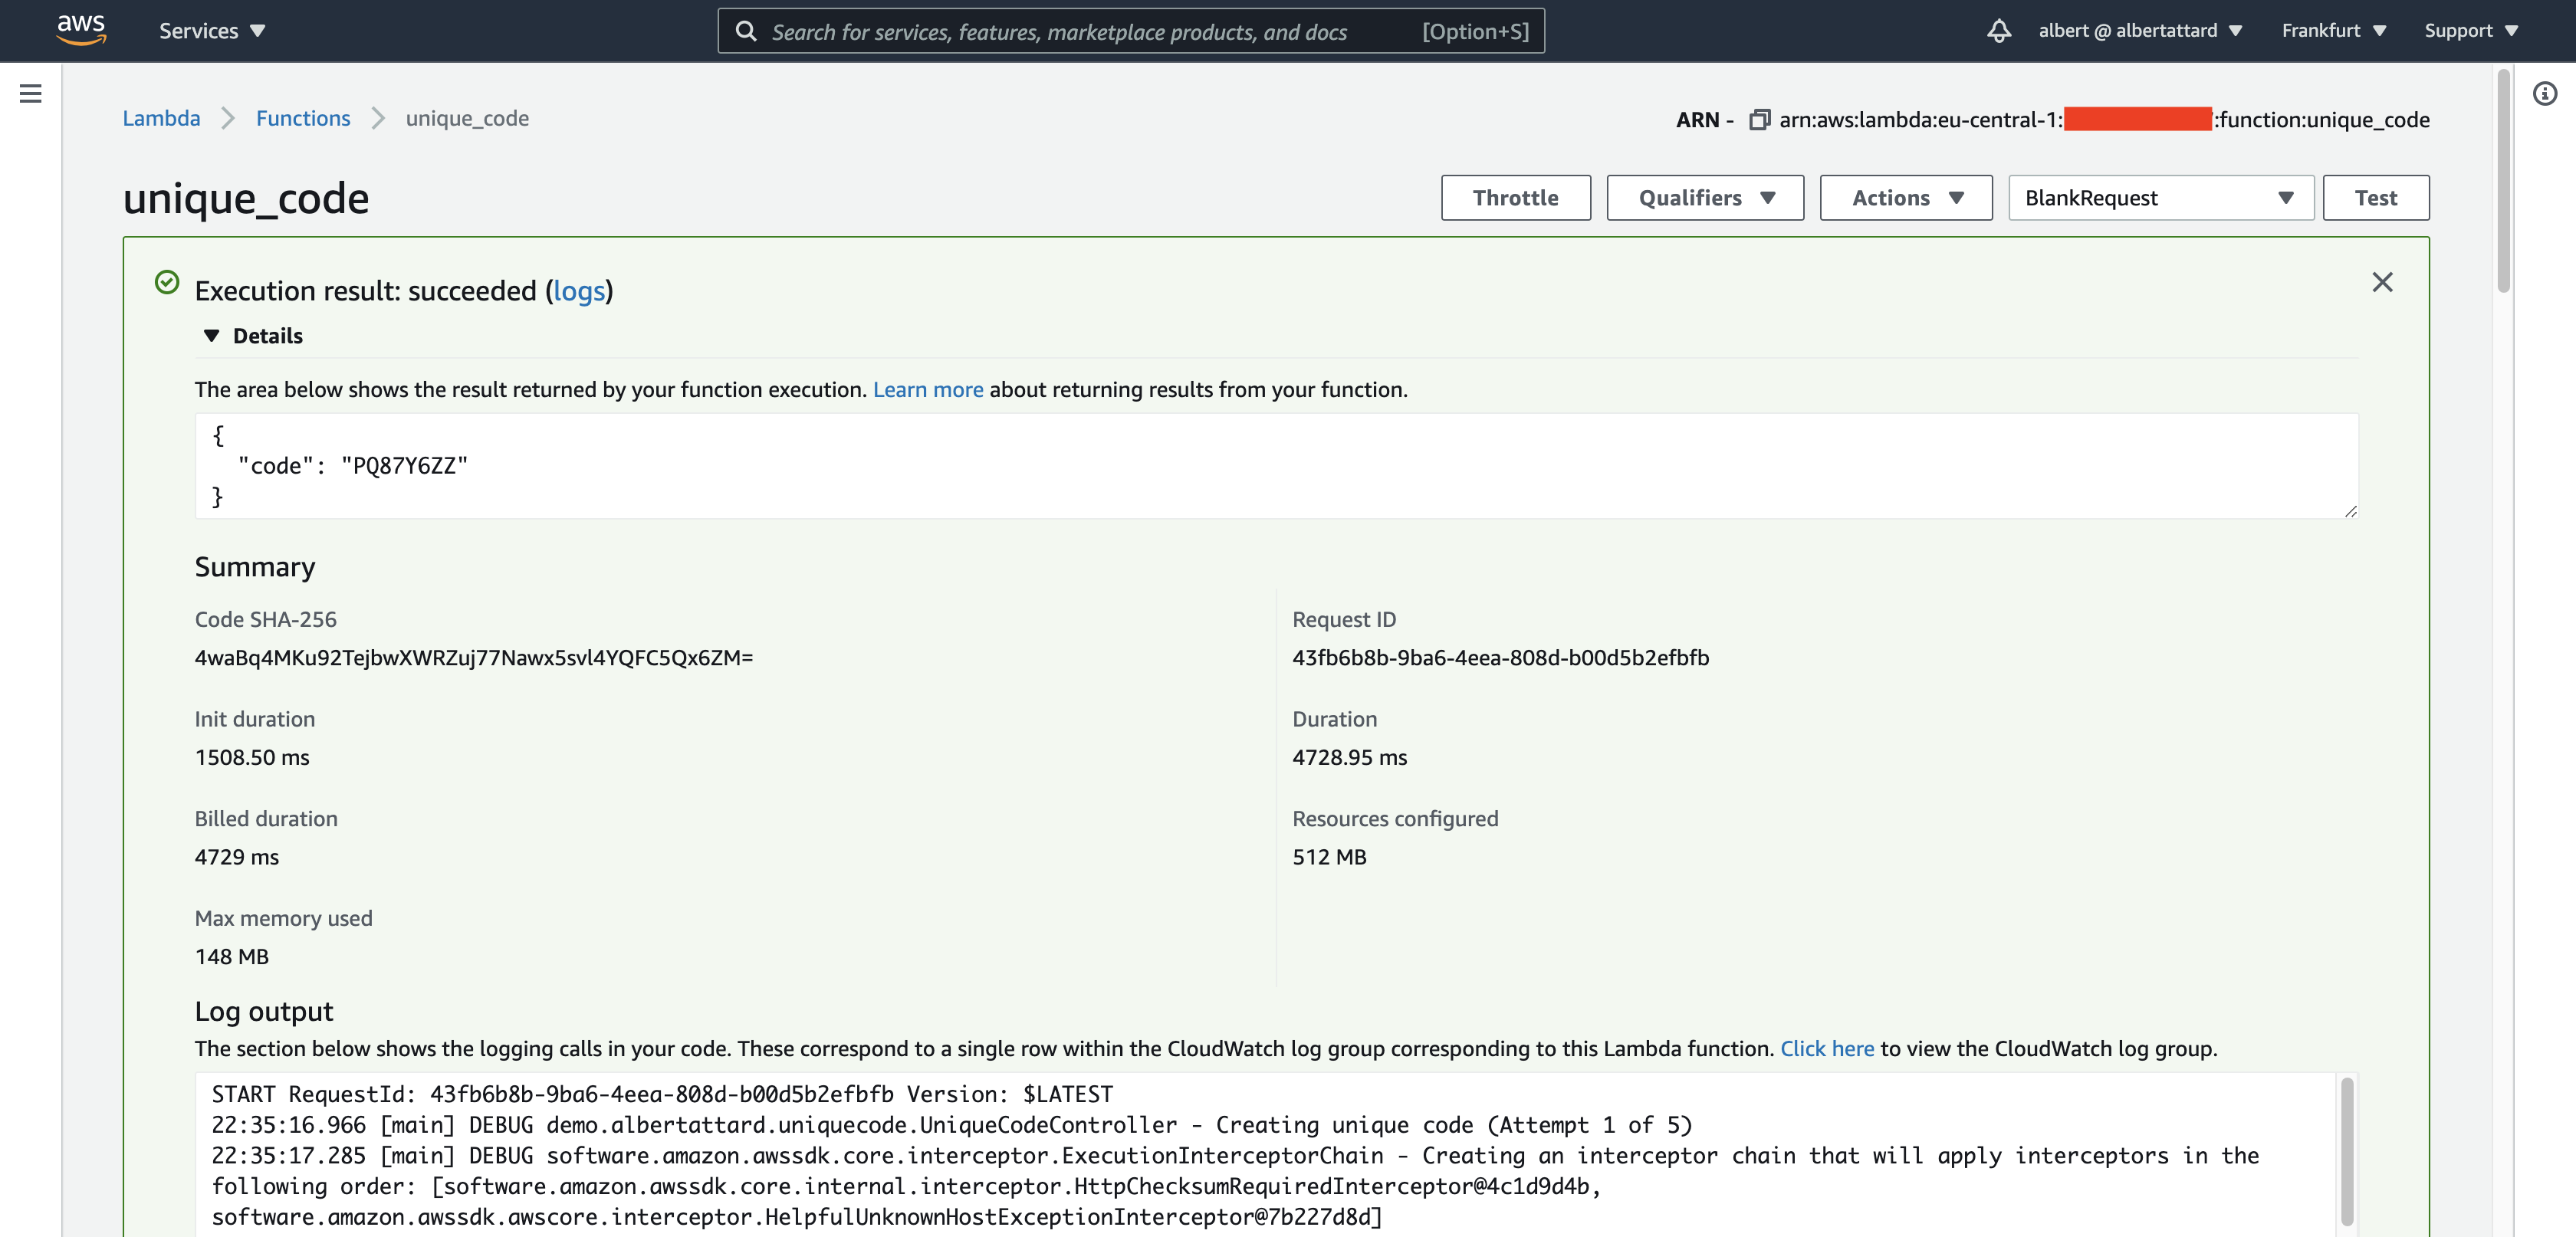 aws
Services ▼
Search for services, features, marketplace products, and docs [Option+S]
albert @ albertattard ▼
Frankfurt ▼
Support ▼
Lambda > Functions > unique_code
ARN - arn:aws:lambda:eu-central-1: :function:unique_code
unique_code
Throttle
Qualifiers ▼
Actions ▼
BlankRequest ▼
Test
Execution result: succeeded (logs)
▼ Details
The area below shows the result returned by your function execution. Learn more about returning results from your function.
{
"code": "PQ87Y6ZZ"
}
Summary
Code SHA-256
4waBq4MKu92TejbwXWRZuj77Nawx5svl4YQFC5Qx6ZM=
Request ID
43fb6b8b-9ba6-4eea-808d-b00d5b2efbfb
Init duration
1508.50 ms
Duration
4728.95 ms
Billed duration
4729 ms
Resources configured
512 MB
Max memory used
148 MB
Log output
The section below shows the logging calls in your code. These correspond to a single row within the CloudWatch log group corresponding to this Lambda function. Click here to view the CloudWatch log group.
START RequestId: 43fb6b8b-9ba6-4eea-808d-b00d5b2efbfb Version: $LATEST
22:35:16.966 [main] DEBUG demo.albertattard.uniquecode.UniqueCodeController - Creating unique code (Attempt 1 of 5)
22:35:17.285 [main] DEBUG software.amazon.awssdk.core.interceptor.ExecutionInterceptorChain - Creating an interceptor chain that will apply interceptors in the
following order: [software.amazon.awssdk.core.internal.interceptor.HttpChecksumRequiredInterceptor@4c1d9d4b,
software.amazon.awssdk.awscore.interceptor.HelpfulUnknownHostExceptionInterceptor@7b227d8d]